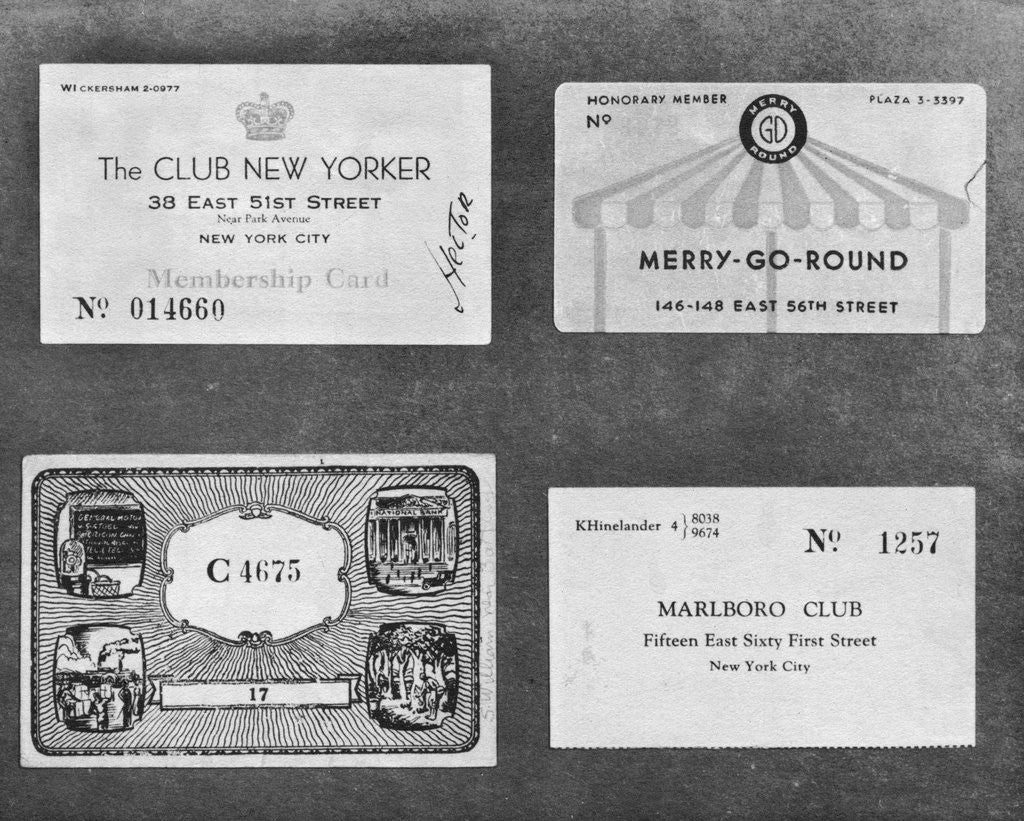 WICKERSHAM 2-0977
The CLUB NEW YORKER
38 EAST 51ST STREET
Near Park Avenue
NEW YORK CITY
Membership Card
Nº 014660
HECTOR
HONORARY MEMBER
Nº
PLAZA 3-3397
MERRY
GO
ROUND
MERRY-GO-ROUND
146-148 EAST 56TH STREET
GENERAL MOTOR
NATIONAL BANK
C 4675
17
KHinelander 4 } 8038
9674
Nº 1257
MARLBORO CLUB
Fifteen East Sixty First Street
New York City